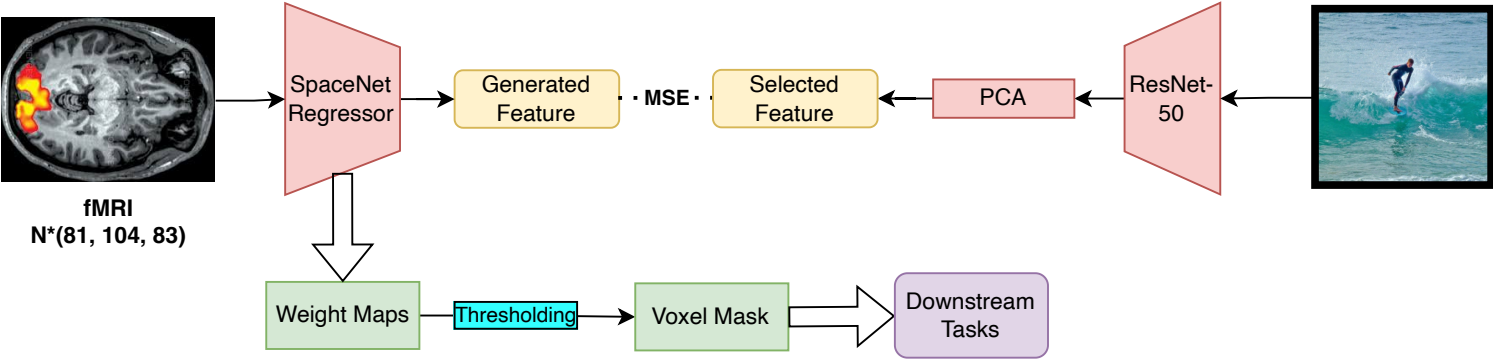 fMRI
N*(81, 104, 83)
SpaceNet
Regressor
Generated
Feature
MSE
Selected
Feature
PCA
ResNet-
50
Weight Maps
Thresholding
Voxel Mask
Downstream
Tasks